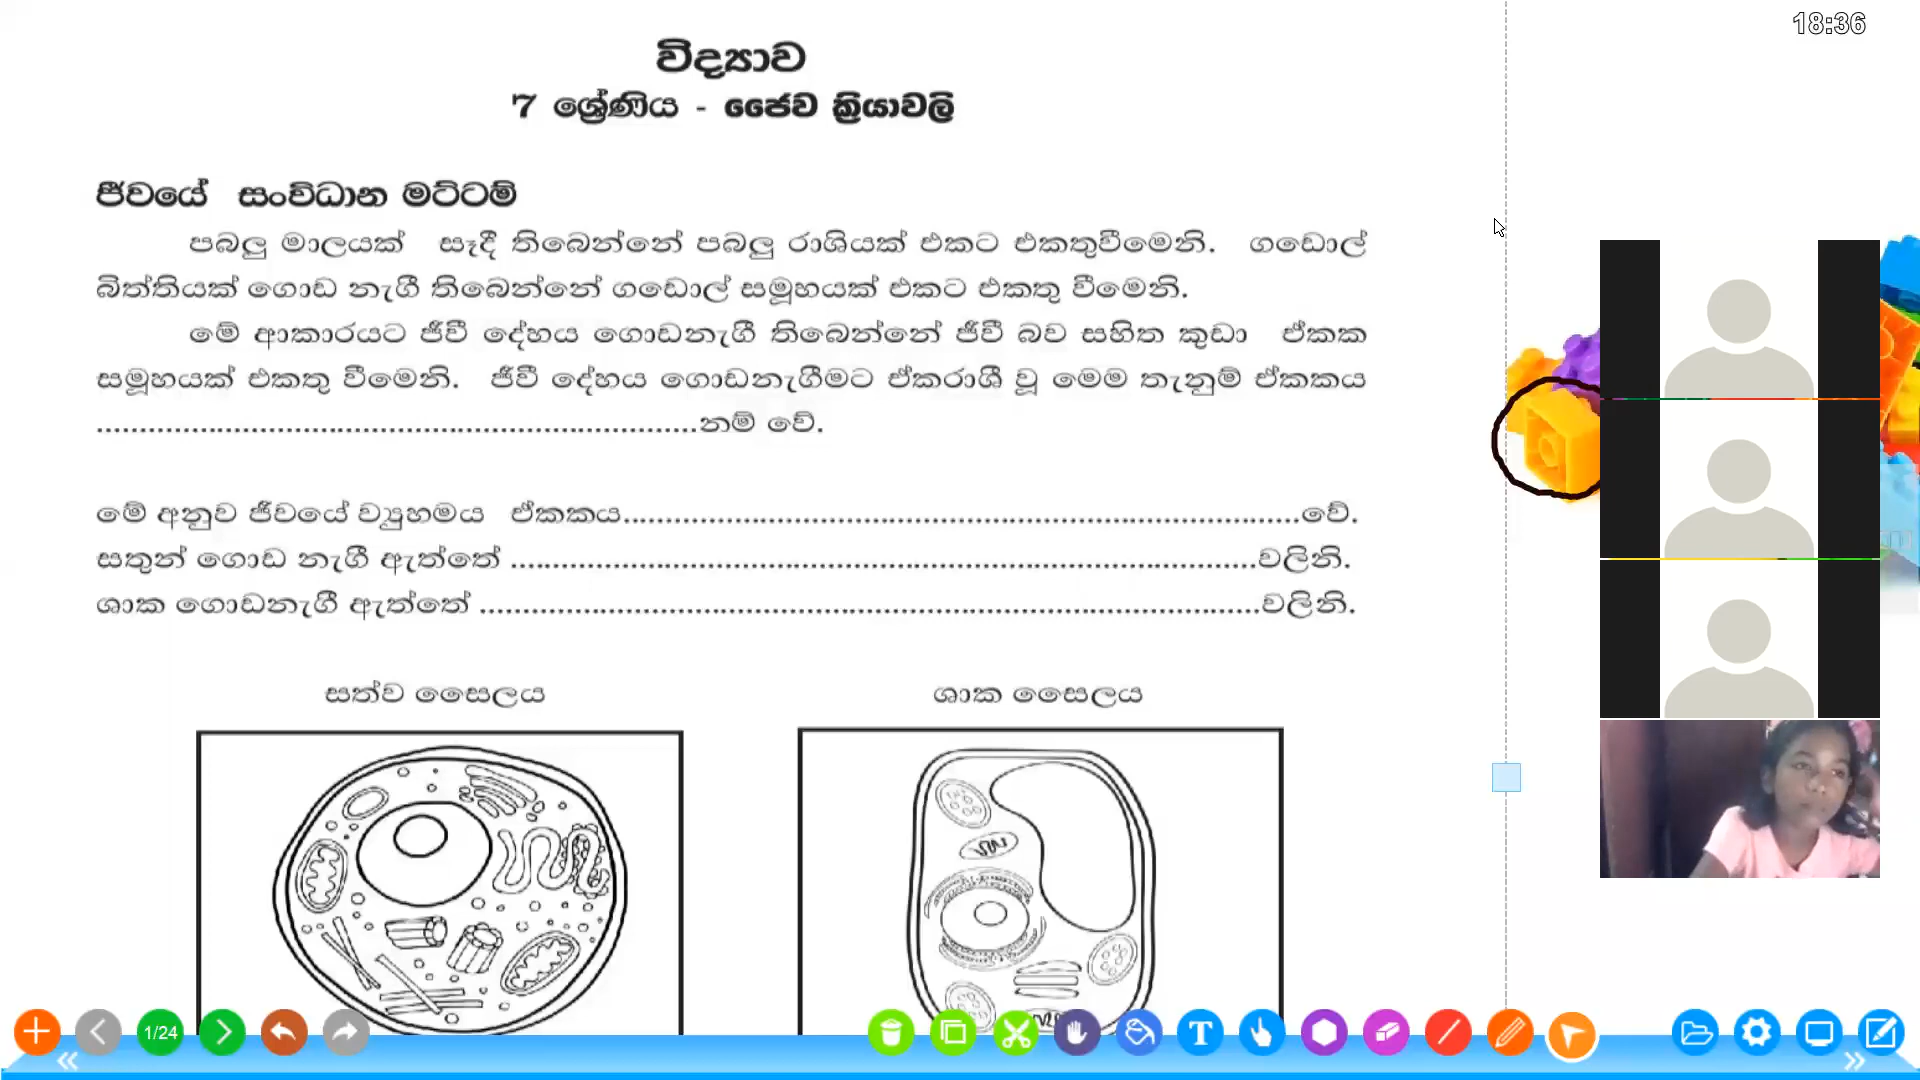 18:36
විද්‍යාව
7 ශ්‍රේණිය - ජෛව ක්‍රියාවලි
ජීවයේ සංවිධාන මට්ටම්
පබලු මාලයක් සෑදී තිබෙන්නේ පබලු රාශියක් එකට එකතුවීමෙනි. ගඩොල්
බිත්තියක් ගොඩ නැගී තිබෙන්නේ ගඩොල් සමූහයක් එකට එකතු වීමෙනි.
මේ ආකාරයට ජීවී දේහය ගොඩනැගී තිබෙන්නේ ජීවී බව සහිත කුඩා ඒකක
සමූහයක් එකතු වීමෙනි. ජීවී දේහය ගොඩනැගීමට ඒකරාශී වූ මෙම තැනුම් ඒකකය
......................................................................නම් වේ.
මේ අනුව ජීවයේ ව්‍යුහමය ඒකකය..............................................................................වේ.
සතුන් ගොඩ නැගී ඇත්තේ ......................................................................................වලිනි.
ශාක ගොඩනැගී ඇත්තේ ..........................................................................................වලිනි.
සත්ව සෛලය
ශාක සෛලය
1/24